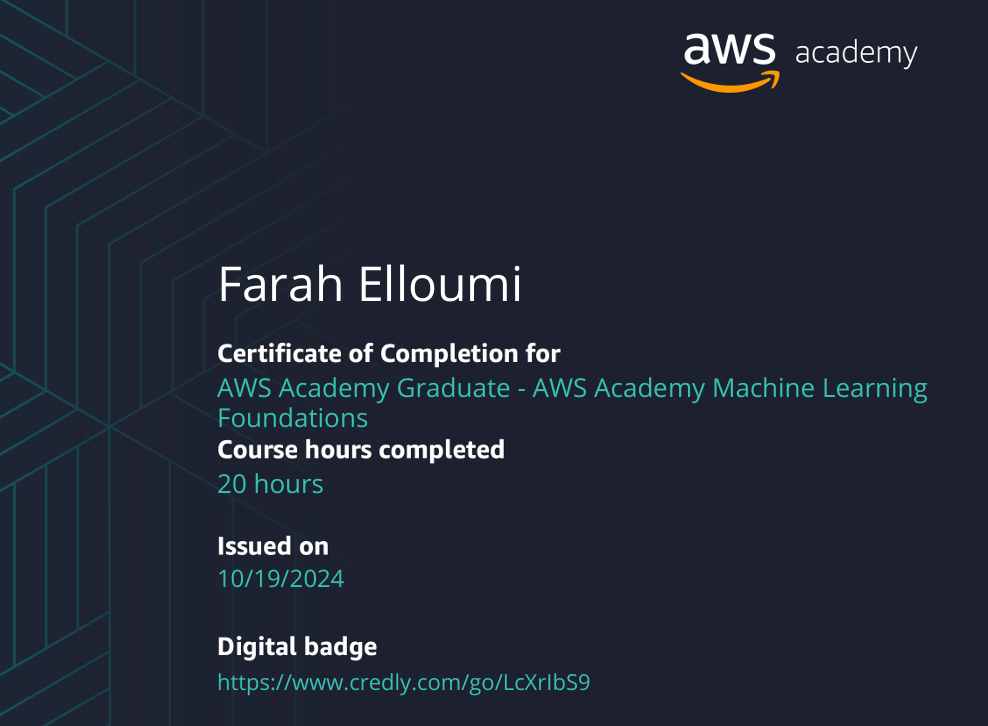 aws academy
Farah Elloumi
Certificate of Completion for
AWS Academy Graduate - AWS Academy Machine Learning
Foundations
Course hours completed
20 hours
Issued on
10/19/2024
Digital badge
https://www.credly.com/go/LcXrIbS9